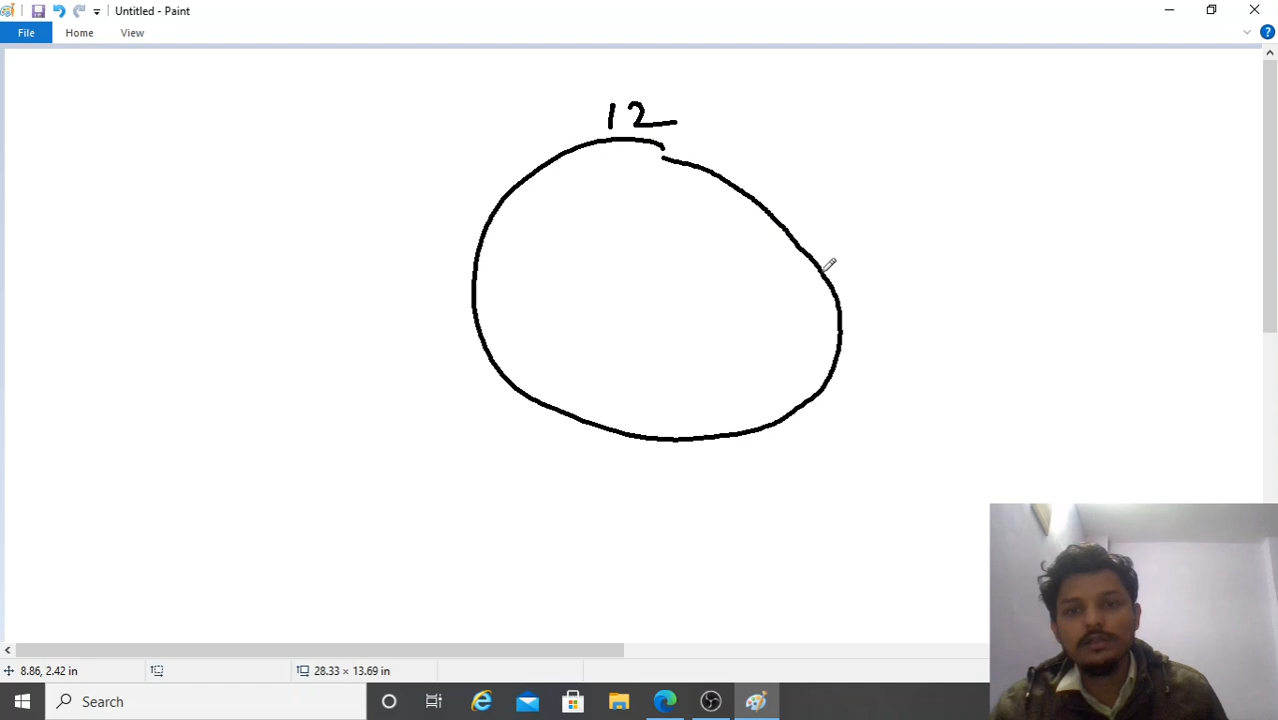 Untitled - Paint
File Home View
12
8.86, 2.42 in 28.33 × 13.69 in
Search